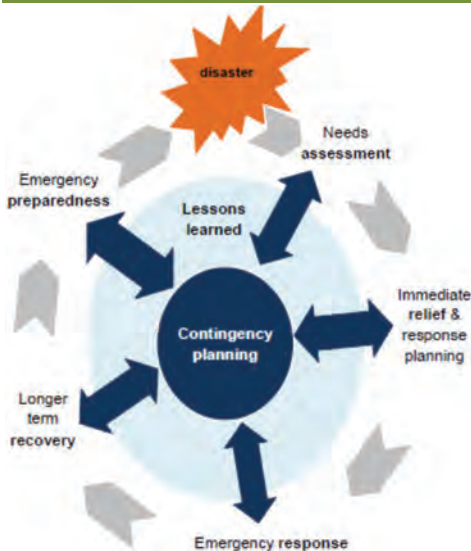 disaster
Needs
assessment
Emergency
preparedness
Lessons
learned
Immediate
relief &
response
planning
Contingency
planning
Longer
term
recovery
Emergency response